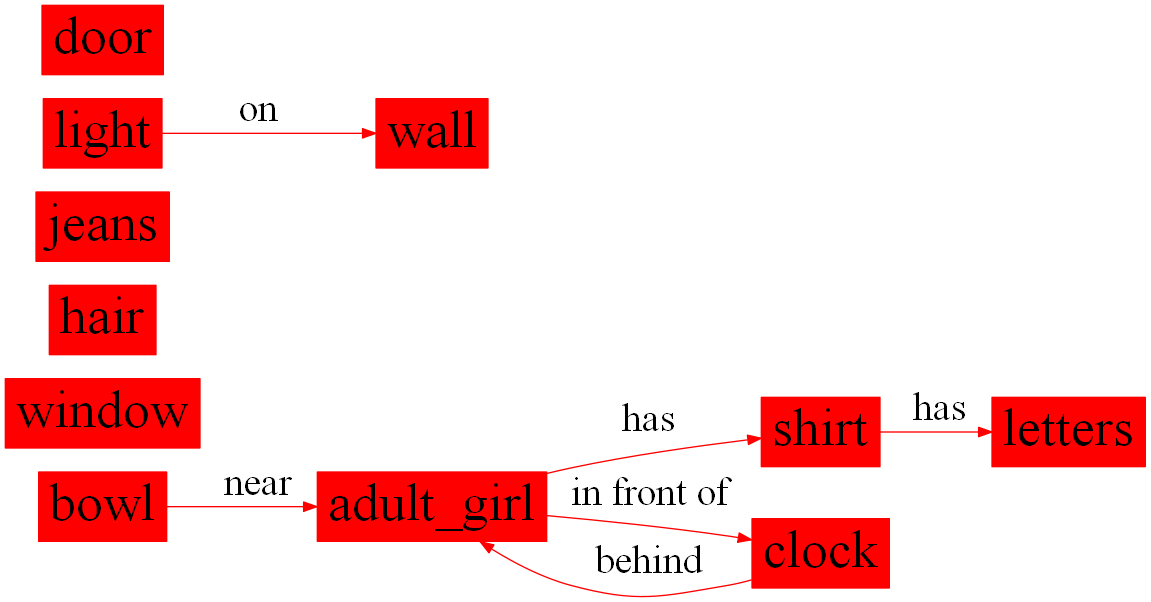 door
light
on
wall
jeans
hair
window
bowl
near
adult_girl
has
shirt
has
letters
in front of
clock
behind